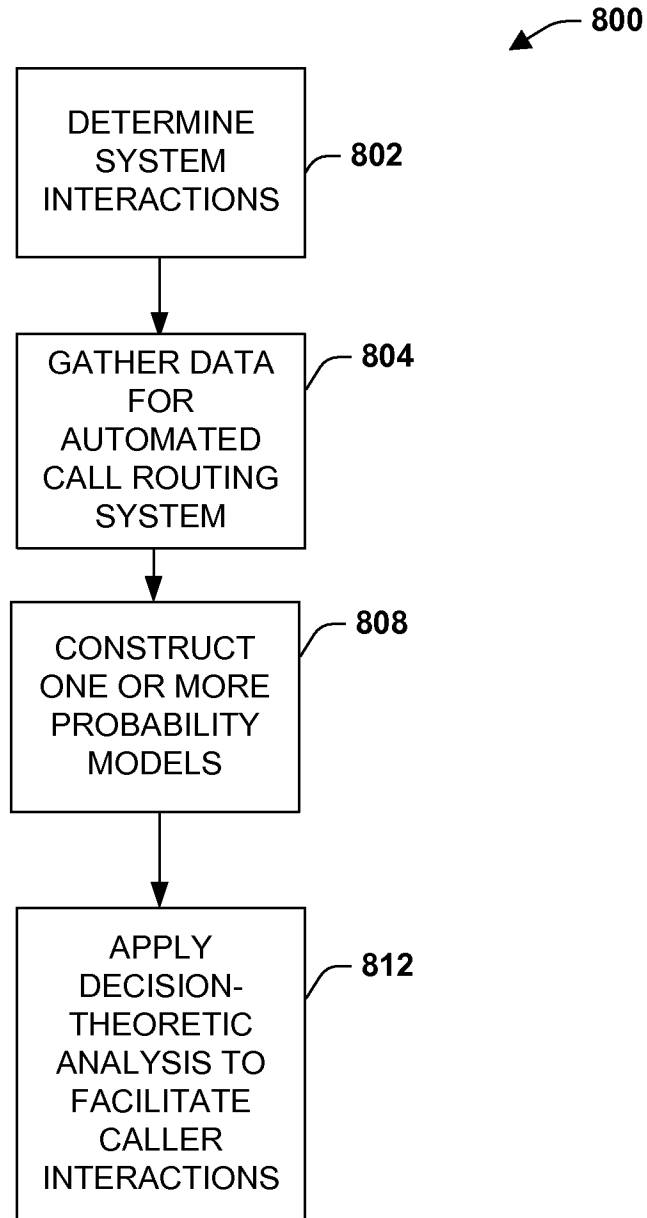 800
DETERMINE
SYSTEM
INTERACTIONS
802
GATHER DATA
FOR
AUTOMATED
CALL ROUTING
SYSTEM
804
CONSTRUCT
ONE OR MORE
PROBABILITY
MODELS
808
APPLY
DECISION-
THEORETIC
ANALYSIS TO
FACILITATE
CALLER
INTERACTIONS
812